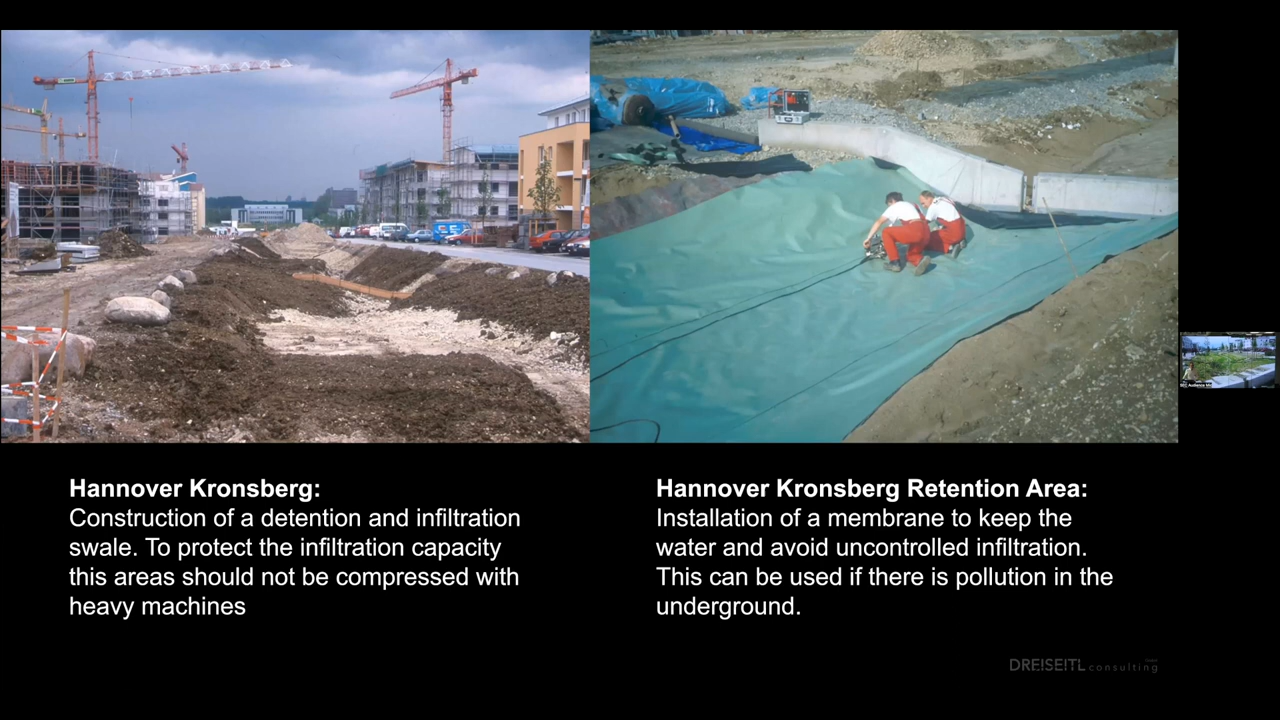 Hannover Kronsberg:
Construction of a detention and infiltration
swale. To protect the infiltration capacity
this areas should not be compressed with
heavy machines
Hannover Kronsberg Retention Area:
Installation of a membrane to keep the
water and avoid uncontrolled infiltration.
This can be used if there is pollution in the
underground.
DREISEITL consulting